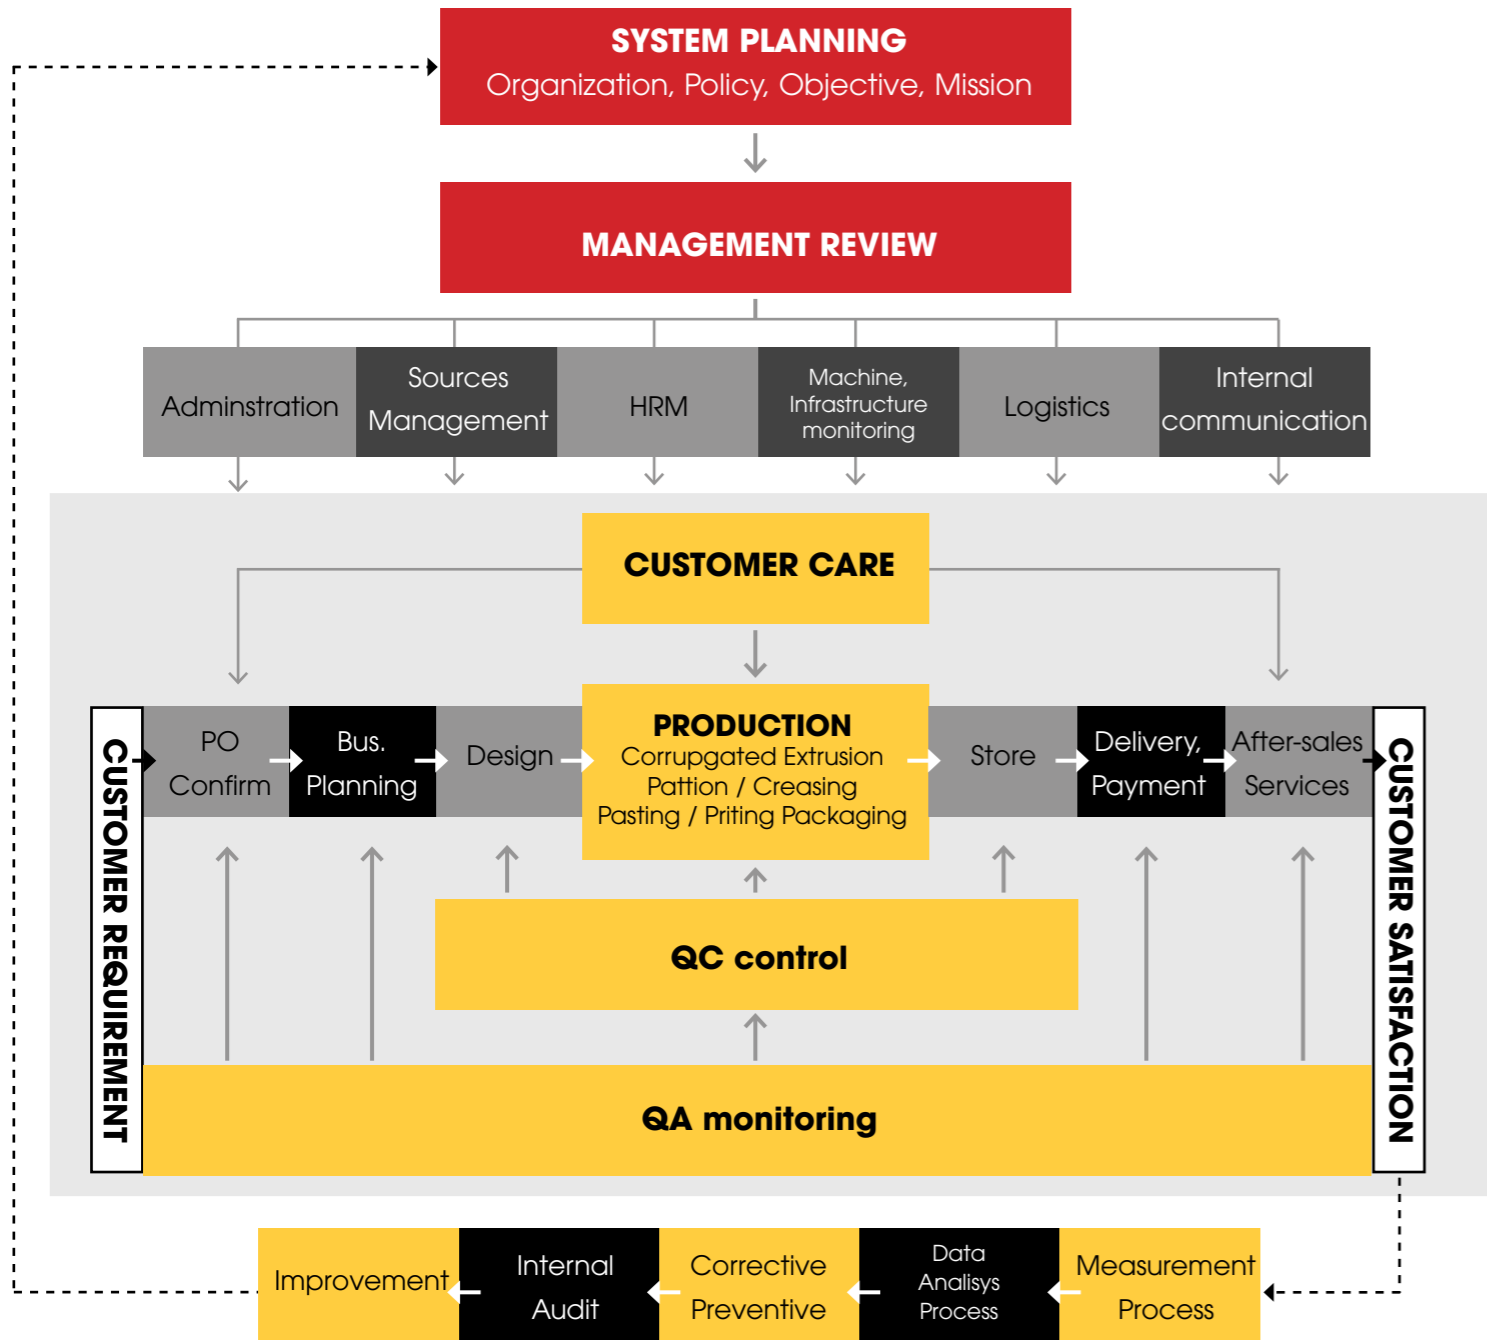 SYSTEM PLANNING
Organization, Policy, Objective, Mission
MANAGEMENT REVIEW
Adminstration
Sources
Management
HRM
Machine,
Infrastructure
monitoring
Logistics
Internal
communication
CUSTOMER CARE
CUSTOMER REQUIREMENT
PO
Confirm
Bus.
Planning
Design
PRODUCTION
Corrupgated Extrusion
Pattion / Creasing
Pasting / Priting Packaging
Store
Delivery,
Payment
After-sales
Services
CUSTOMER SATISFACTION
QC control
QA monitoring
Improvement
Internal
Audit
Corrective
Preventive
Data
Analisys
Process
Measurement
Process